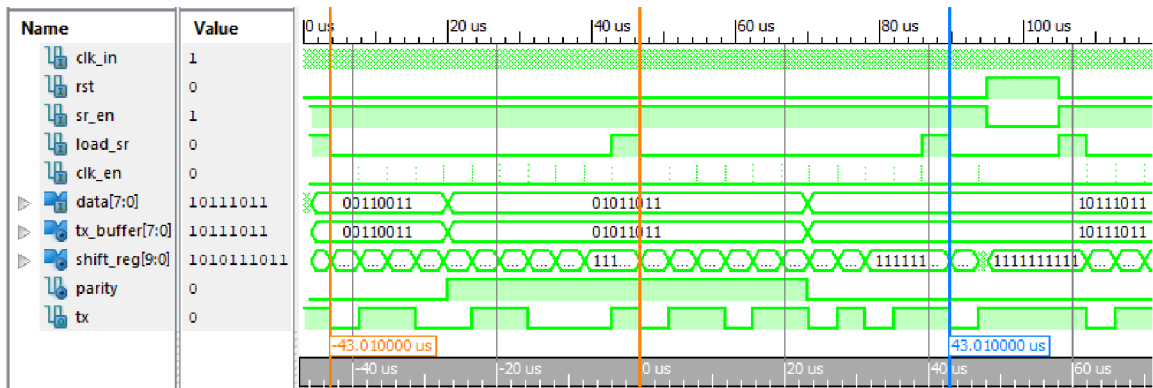 Name Value 0 us 20 us 40 us 60 us 80 us 100 us
clk_in 1
rst 0
sr_en 1
load_sr 0
clk_en 0
data[7:0] 10111011 00110011 01011011 10111011
tx_buffer[7:0] 10111011 00110011 01011011 10111011
shift_reg[9:0] 1010111011 ... ... ... ... ... ... ... ... ... 111... ... ... ... ... ... ... ... 111111... ... ... 1111111111 ... ...
parity 0
tx 0
-43.010000 us 43.010000 us
-40 us -20 us 0 us 20 us 40 us 60 us